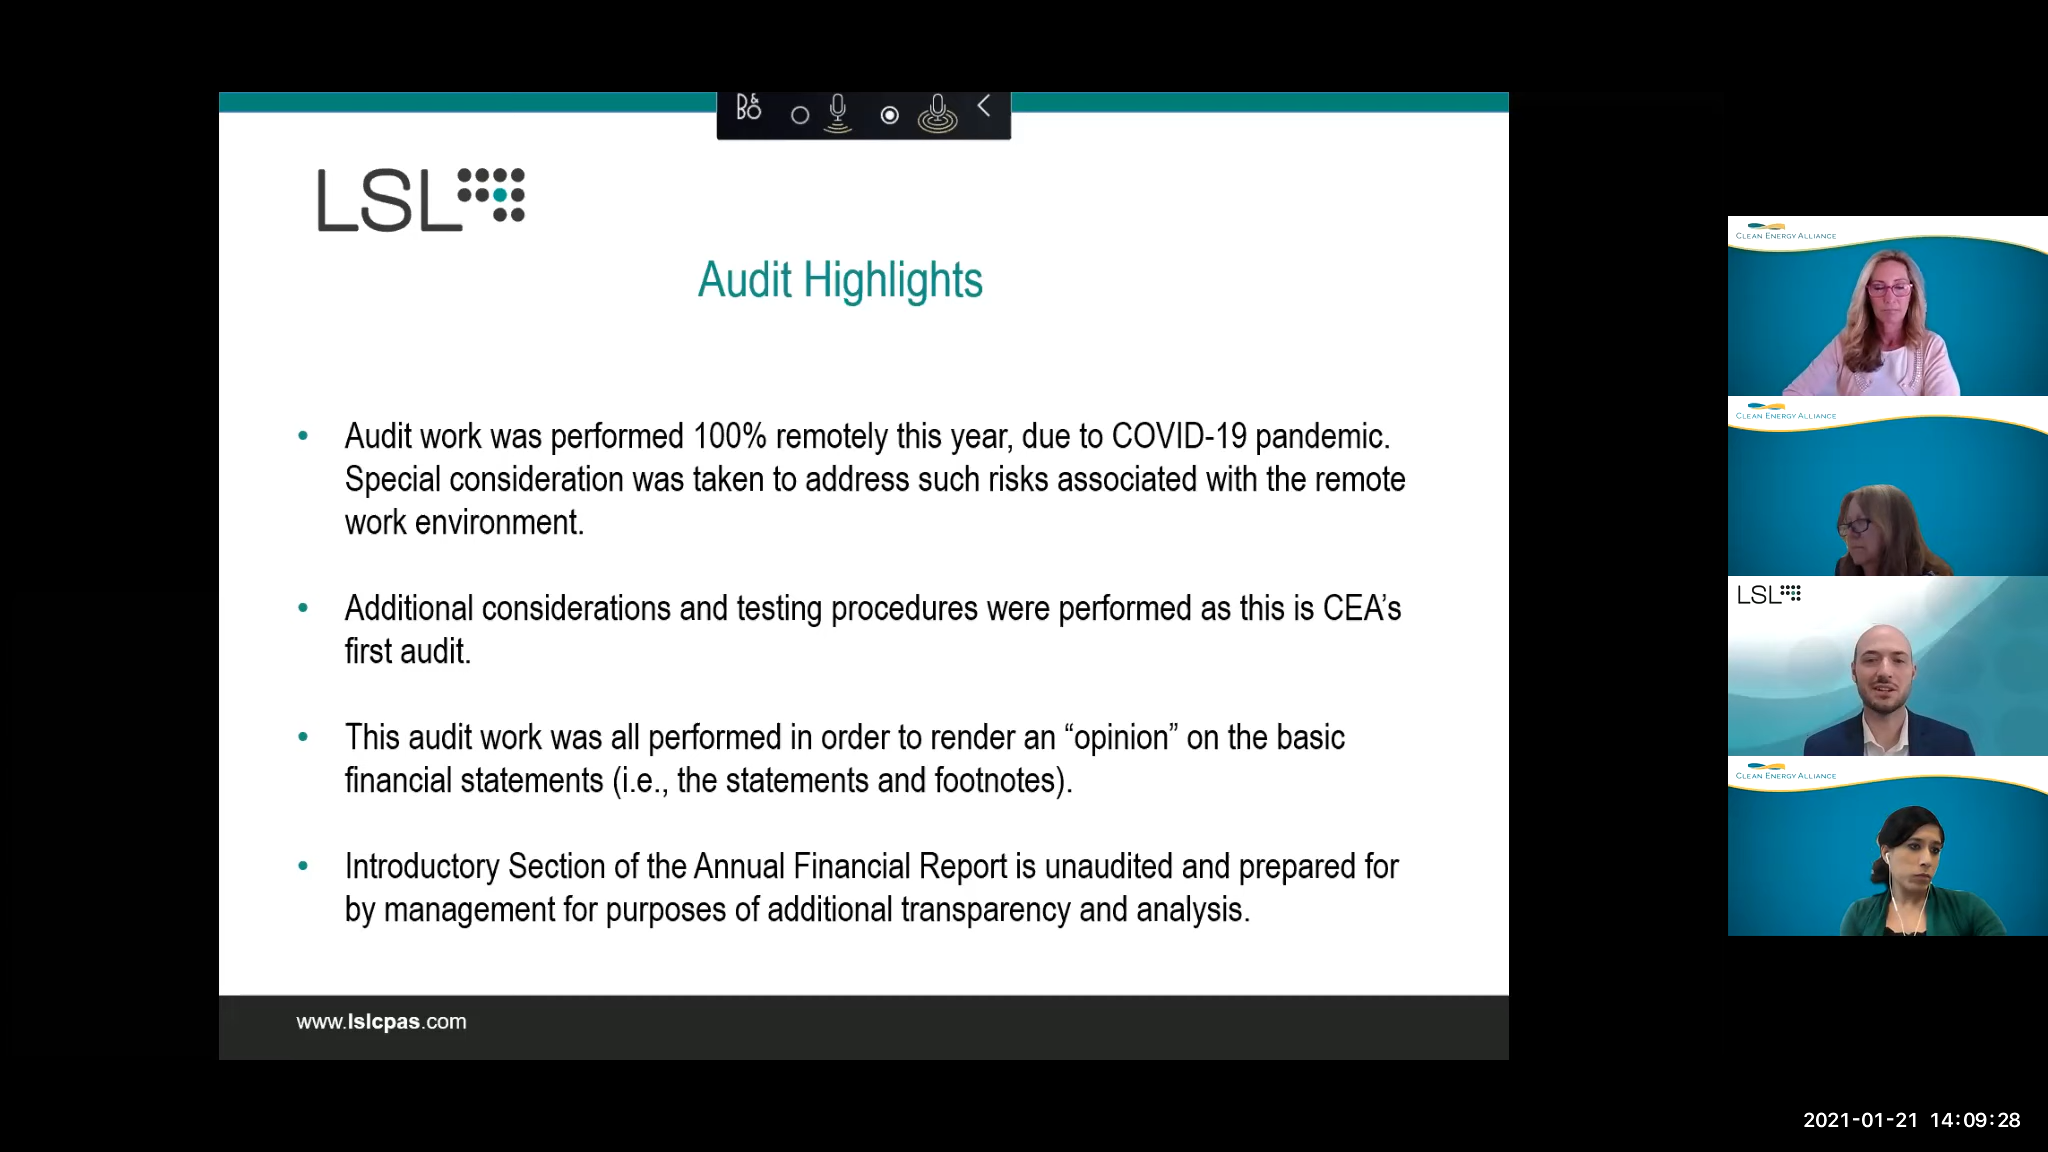 B&O
LSL
Audit Highlights
• Audit work was performed 100% remotely this year, due to COVID-19 pandemic.
Special consideration was taken to address such risks associated with the remote
work environment.
• Additional considerations and testing procedures were performed as this is CEA’s
first audit.
• This audit work was all performed in order to render an “opinion” on the basic
financial statements (i.e., the statements and footnotes).
• Introductory Section of the Annual Financial Report is unaudited and prepared for
by management for purposes of additional transparency and analysis.
www.lslcpas.com
CLEAN ENERGY ALLIANCE
CLEAN ENERGY ALLIANCE
LSL
CLEAN ENERGY ALLIANCE
2021-01-21 14:09:28